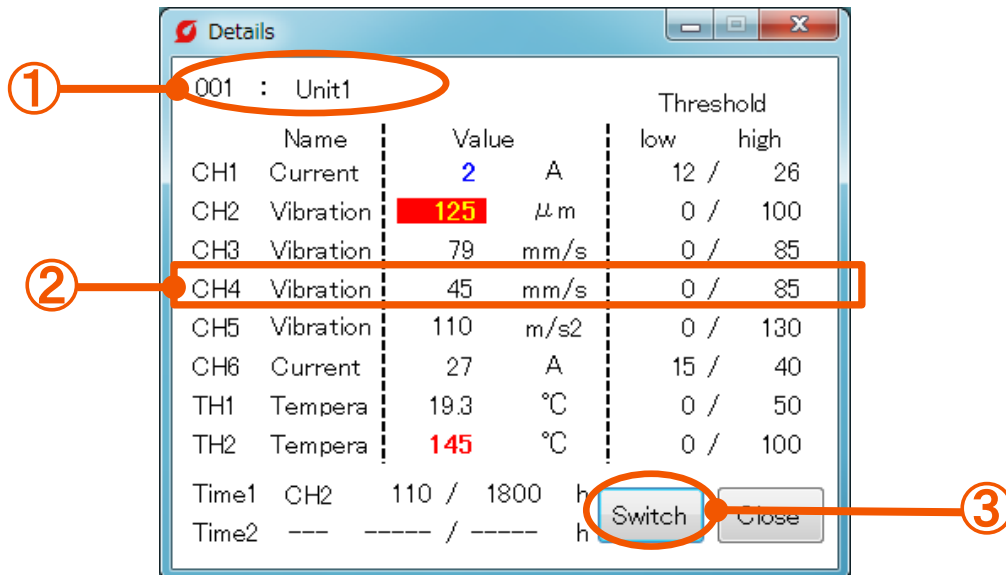 Details
① 001 : Unit1
Threshold
Name Value low high
CH1 Current 2 A 12 / 26
CH2 Vibration 125 μm 0 / 100
CH3 Vibration 79 mm/s 0 / 85
② CH4 Vibration 45 mm/s 0 / 85
CH5 Vibration 110 m/s2 0 / 130
CH6 Current 27 A 15 / 40
TH1 Tempera 19.3 ℃ 0 / 50
TH2 Tempera 145 ℃ 0 / 100
Time1 CH2 110 / 1800 h
Switch Close ③
Time2 --- ----- / ----- h